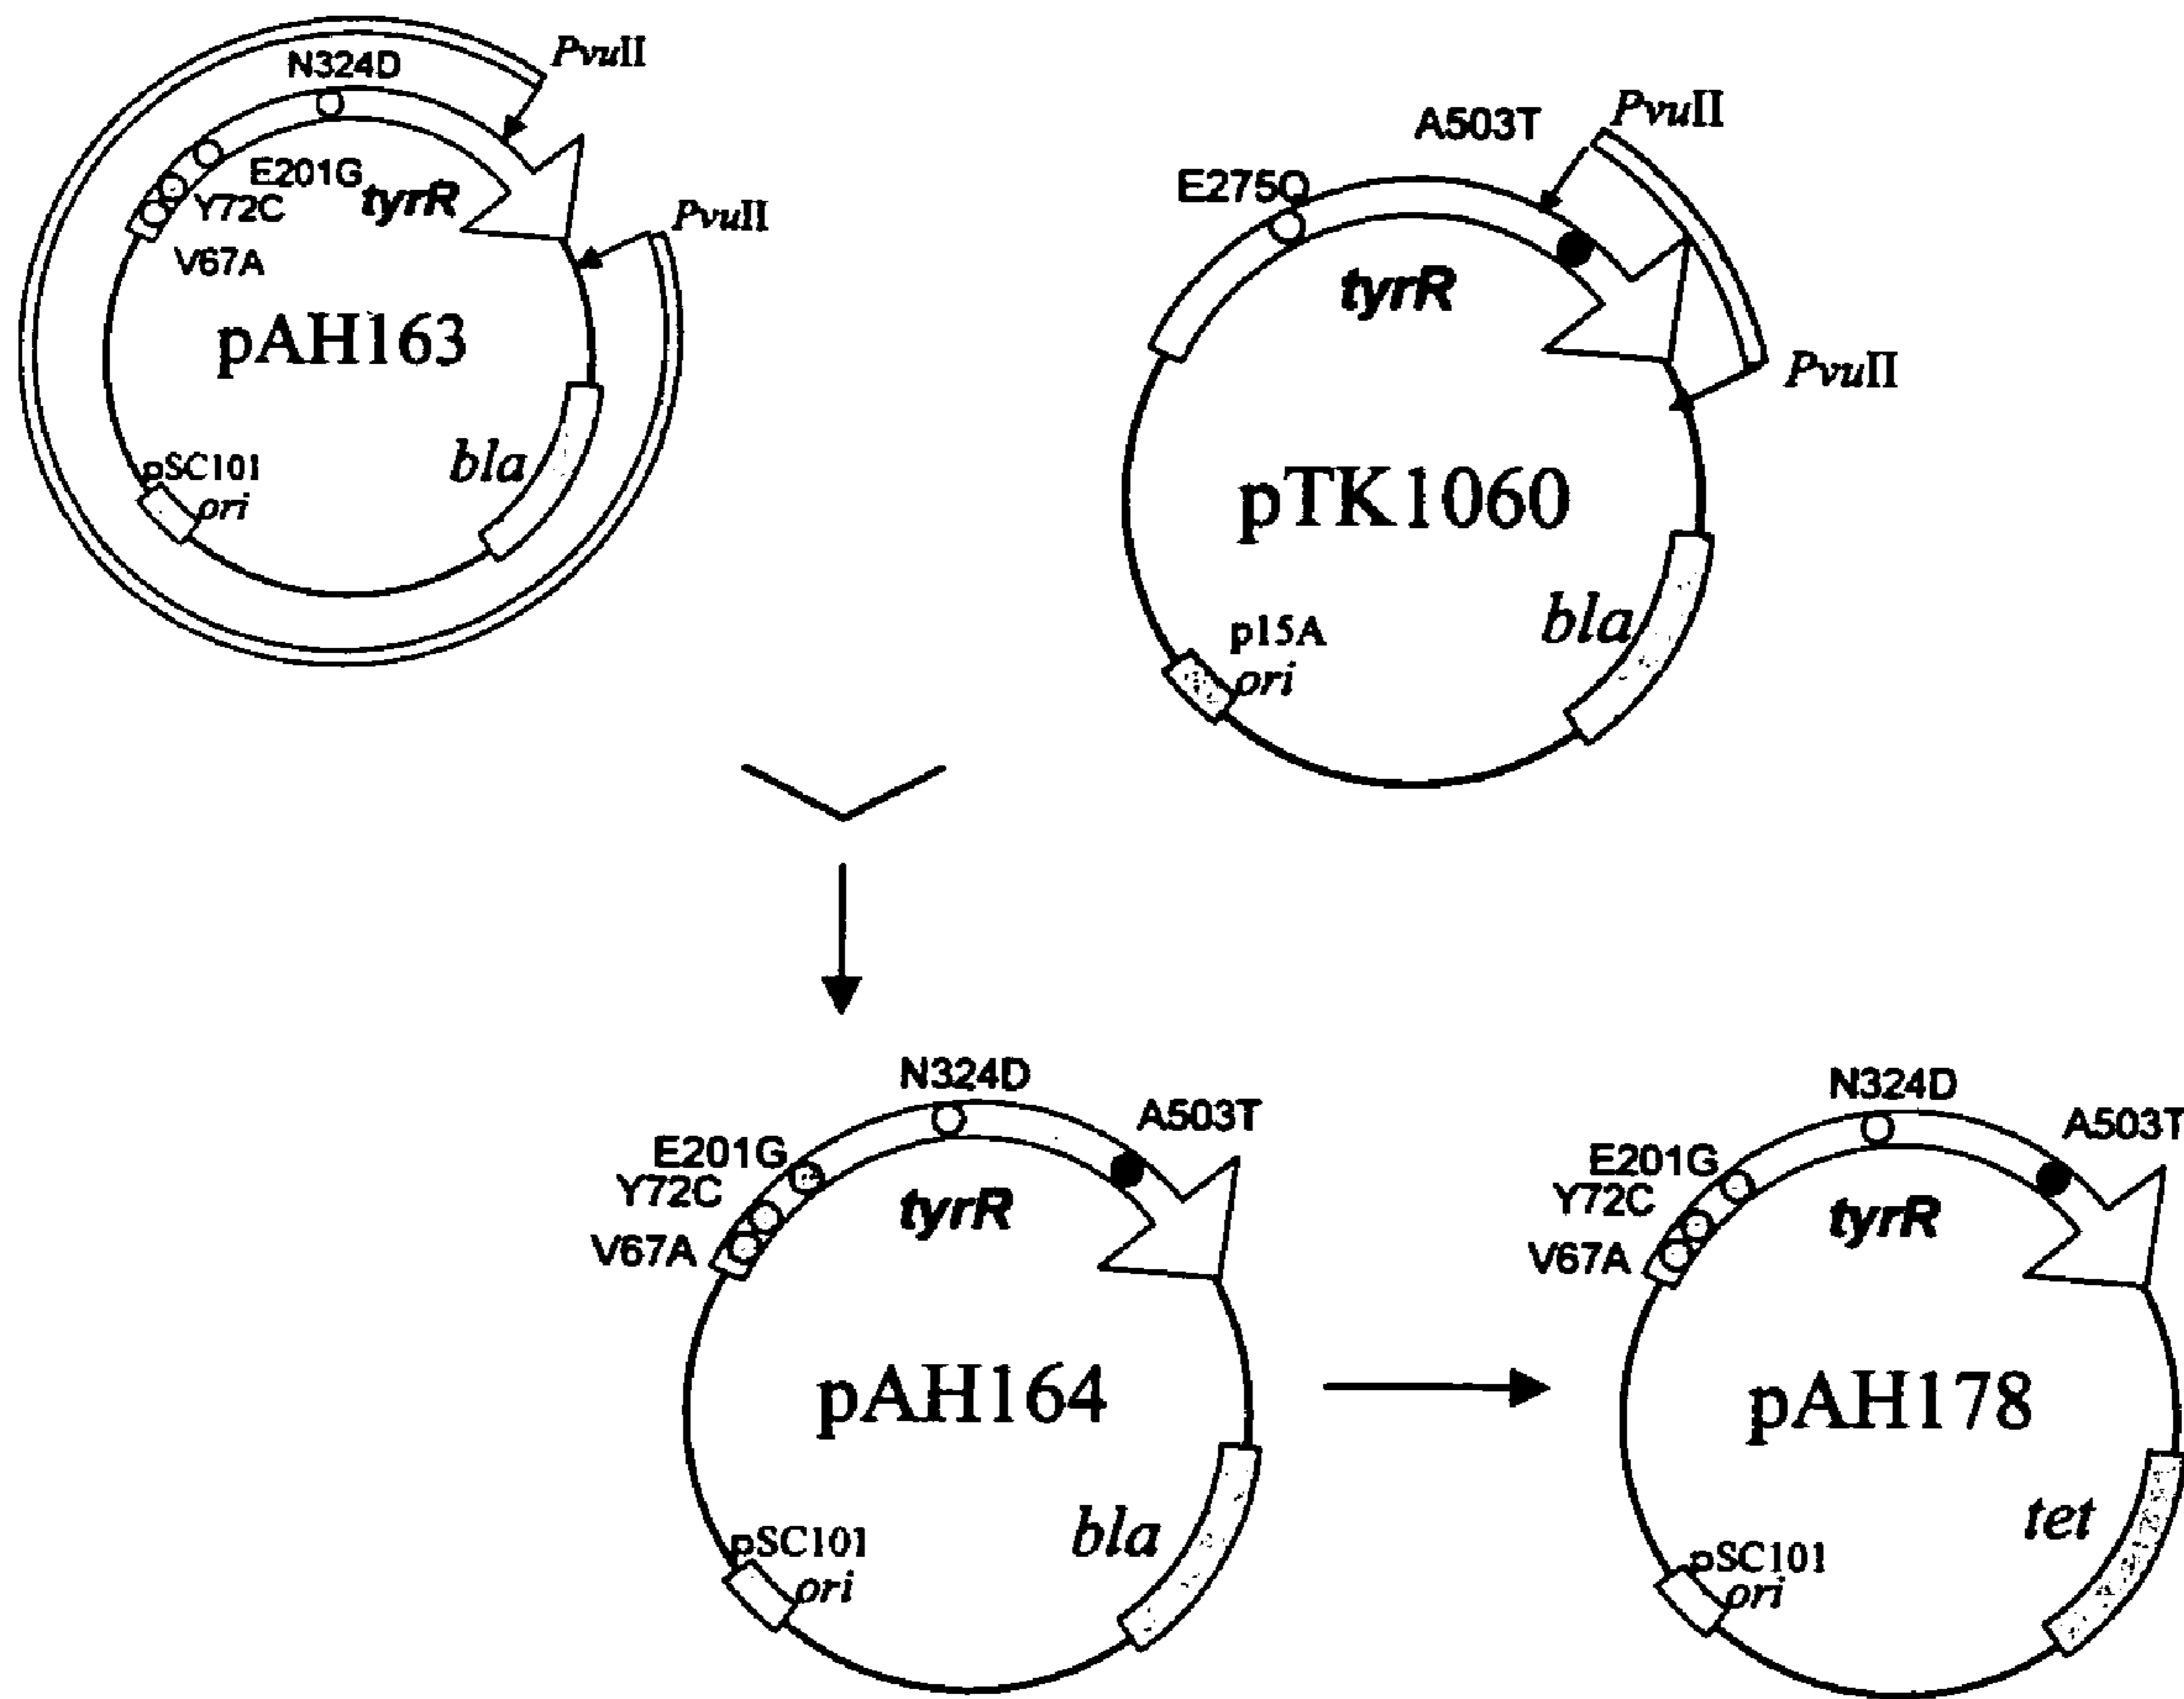 PvuII
N324D
E201G
tyrR
Y72C
V67A
PvuII
pAH163
bla
pSC101
ori
A503T
PvuII
E275Q
tyrR
PvuII
pTK1060
bla
p15A
ori
N324D
A503T
E201G
Y72C
tyrR
V67A
pAH164
bla
pSC101
ori
N324D
A503T
E201G
Y72C
tyrR
V67A
pAH178
tet
pSC101
ori